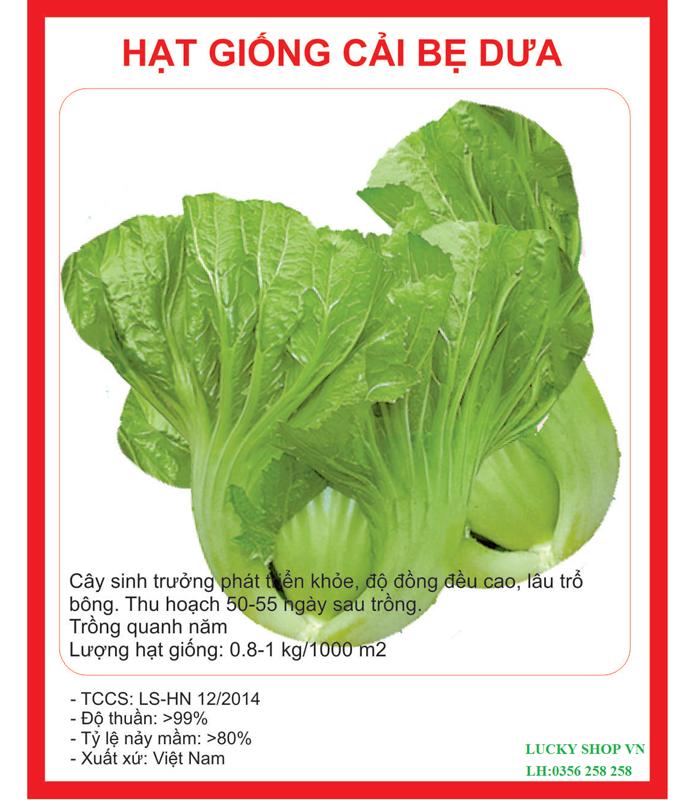 HẠT GIỐNG CẢI BẸ DƯA
Cây sinh trưởng phát triển khỏe, độ đồng đều cao, lâu trổ
bông. Thu hoạch 50-55 ngày sau trồng.
Trồng quanh năm
Lượng hạt giống: 0.8-1 kg/1000 m2
- TCCS: LS-HN 12/2014
- Độ thuần: >99%
- Tỷ lệ nảy mầm: >80%
- Xuất xứ: Việt Nam
LUCKY SHOP VN
LH:0356 258 258